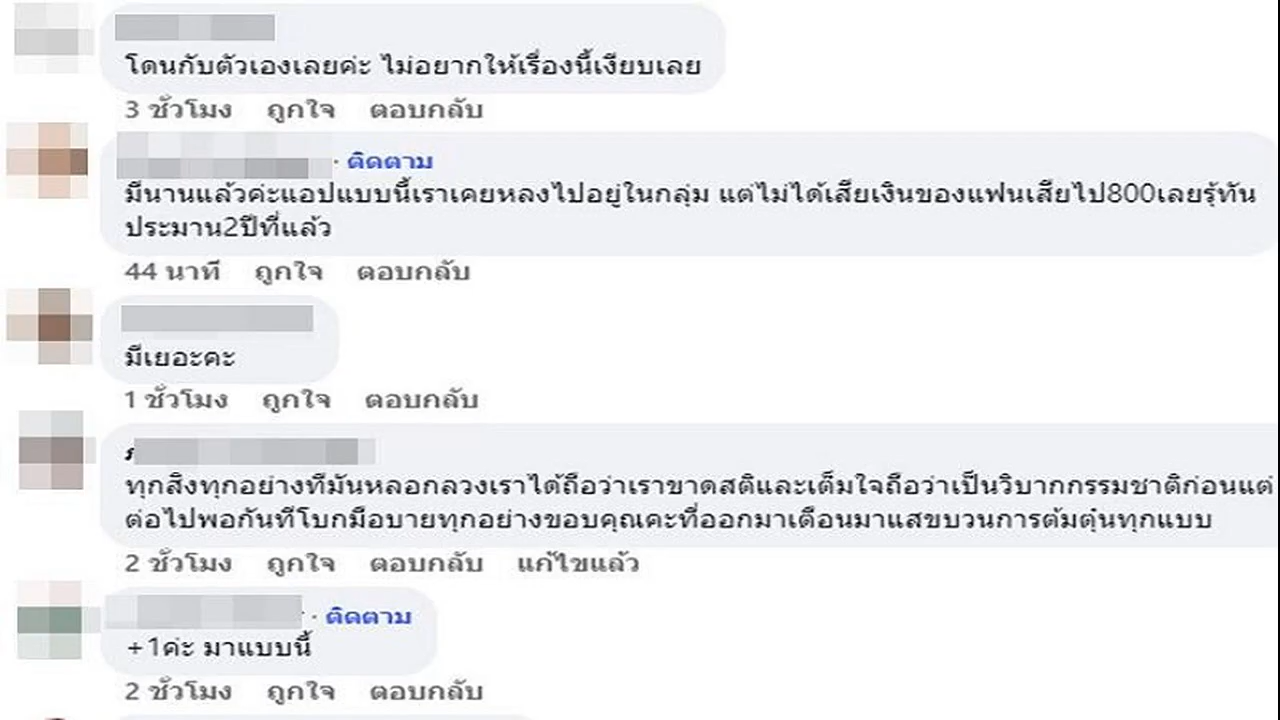 โดนกับตัวเองเลยค่ะ ไม่อยากให้เรื่องนี้เงียบเลย
3 ชั่วโมง ถูกใจ ตอบกลับ
· ติดตาม
มีนานแล้วค่ะแอปแบบนี้เราเคยหลงไปอยู่ในกลุ่ม แต่ไม่ได้เสียเงินของแฟนเสียไป800เลยรุ้ทัน
ประมาน2ปีที่แล้ว
44 นาที ถูกใจ ตอบกลับ
มีเยอะคะ
1 ชั่วโมง ถูกใจ ตอบกลับ
ทุกสิ่งทุกอย่างที่มันหลอกลวงเราได้ถือว่าเราขาดสติและเต็มใจถือว่าเป็นวิบากกรรมชาติก่อนแต่
ต่อไปพอกันทีโบกมือบายทุกอย่างขอบคุณคะที่ออกมาเตือนมาแสขบวนการต้มตุ๋นทุกแบบ
2 ชั่วโมง ถูกใจ ตอบกลับ แก้ไขแล้ว
· ติดตาม
+1ค่ะ มาแบบนี้
2 ชั่วโมง ถูกใจ ตอบกลับ